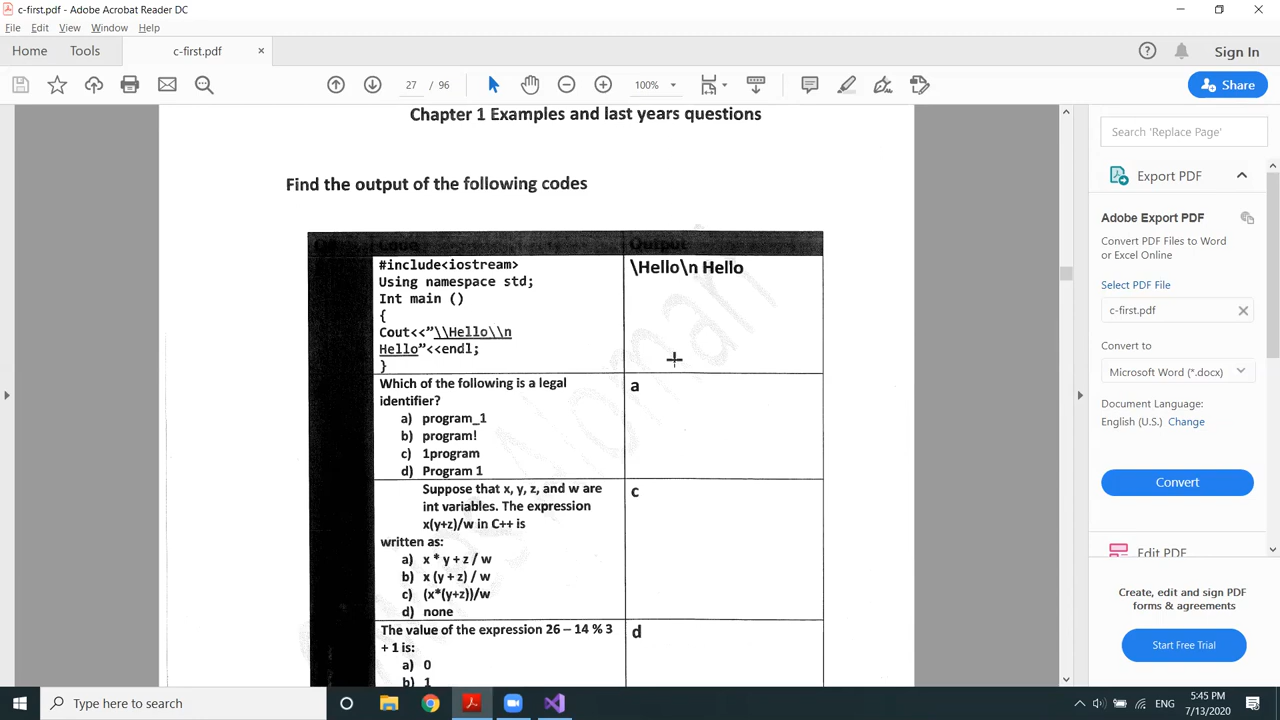 c-first.pdf - Adobe Acrobat Reader DC
File Edit View Window Help
Home Tools c-first.pdf × Sign In
27 / 96 100% Share
Chapter 1 Examples and last years questions
Find the output of the following codes
Code Output
#include<iostream>
Using namespace std;
Int main ()
{
Cout<<”\\Hello\\n
Hello”<<endl;
}
\Hello\n Hello
Which of the following is a legal
identifier?
a) program_1
b) program!
c) 1program
d) Program 1
a
Suppose that x, y, z, and w are
int variables. The expression
x(y+z)/w in C++ is
written as:
a) x * y + z / w
b) x (y + z) / w
c) (x*(y+z))/w
d) none
c
The value of the expression 26 – 14 % 3
+ 1 is:
a) 0
b) 1
d
Search 'Replace Page'
Export PDF
Adobe Export PDF
Convert PDF Files to Word
or Excel Online
Select PDF File
c-first.pdf
Convert to
Microsoft Word (*.docx)
Document Language:
English (U.S.) Change
Convert
Edit PDF
Create, edit and sign PDF
forms & agreements
Start Free Trial
Type here to search
ENG
5:45 PM
7/13/2020